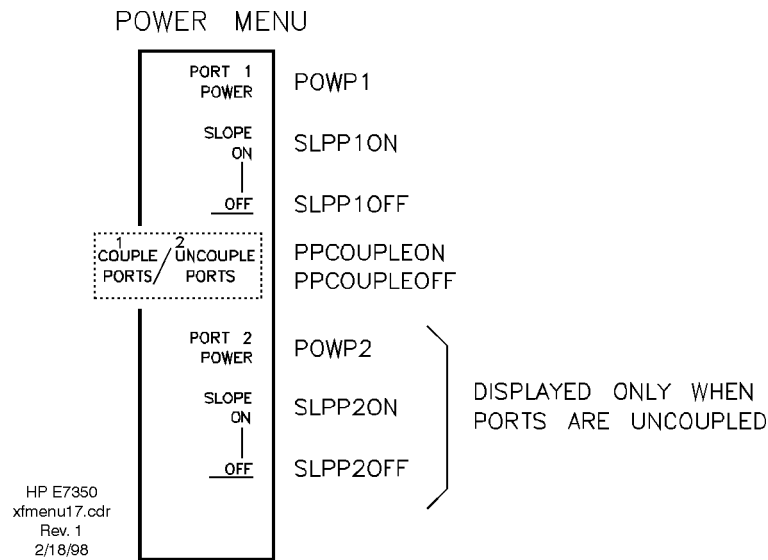 POWER MENU
PORT 1
POWER
POWP1
SLOPE
ON
SLPP1ON
OFF
SLPP1OFF
1 2
COUPLE / UNCOUPLE
PORTS PORTS
PPCOUPLEON
PPCOUPLEOFF
PORT 2
POWER
POWP2
SLOPE
ON
SLPP2ON
OFF
SLPP2OFF
DISPLAYED ONLY WHEN
PORTS ARE UNCOUPLED
HP E7350
xfmenu17.cdr
Rev. 1
2/18/98